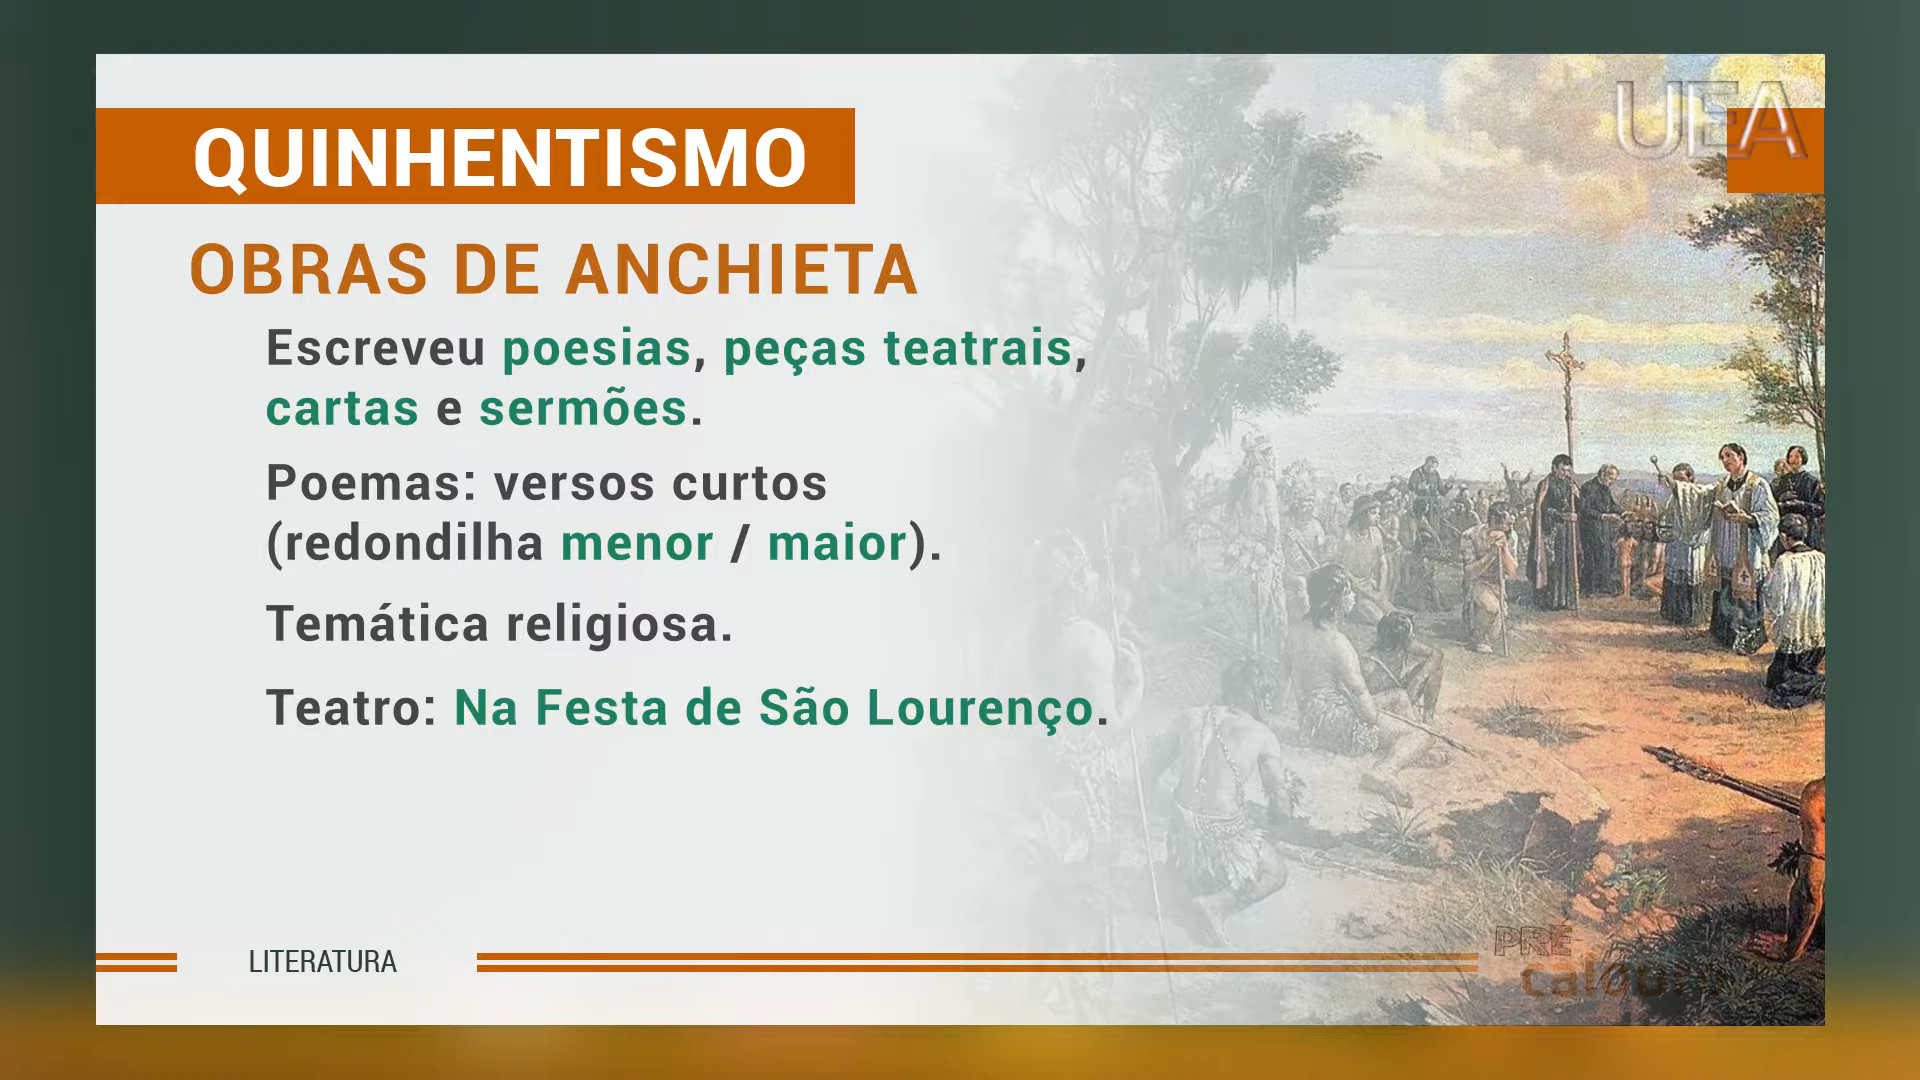 UEA
QUINHENTISMO
OBRAS DE ANCHIETA
Escreveu poesias, peças teatrais,
cartas e sermões.
Poemas: versos curtos
(redondilha menor / maior).
Temática religiosa.
Teatro: Na Festa de São Lourenço.
LITERATURA
PRÉ